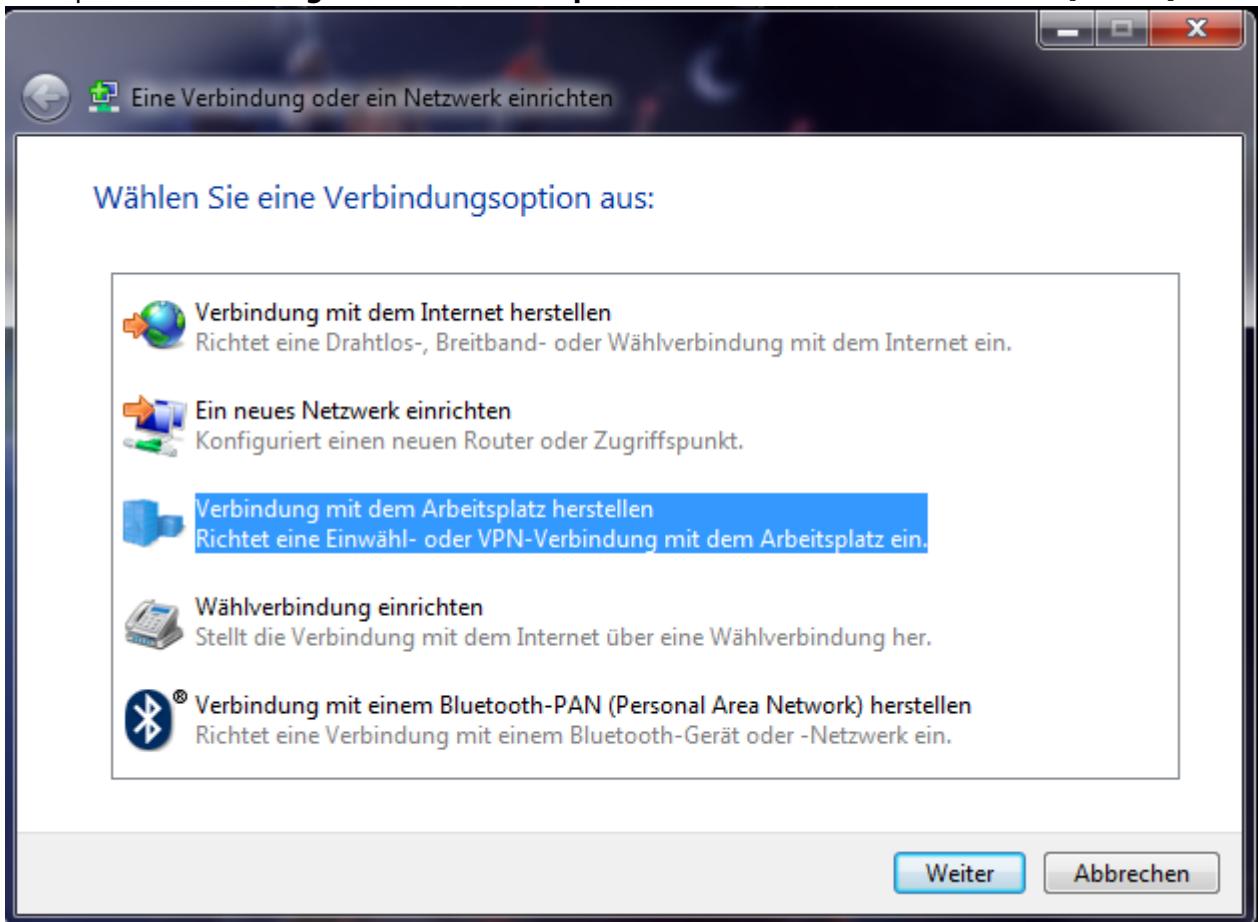 Eine Verbindung oder ein Netzwerk einrichten
Wählen Sie eine Verbindungsoption aus:
Verbindung mit dem Internet herstellen
Richtet eine Drahtlos-, Breitband- oder Wählverbindung mit dem Internet ein.
Ein neues Netzwerk einrichten
Konfiguriert einen neuen Router oder Zugriffspunkt.
Verbindung mit dem Arbeitsplatz herstellen
Richtet eine Einwähl- oder VPN-Verbindung mit dem Arbeitsplatz ein.
Wählverbindung einrichten
Stellt die Verbindung mit dem Internet über eine Wählverbindung her.
® Verbindung mit einem Bluetooth-PAN (Personal Area Network) herstellen
Richtet eine Verbindung mit einem Bluetooth-Gerät oder -Netzwerk ein.
Weiter Abbrechen